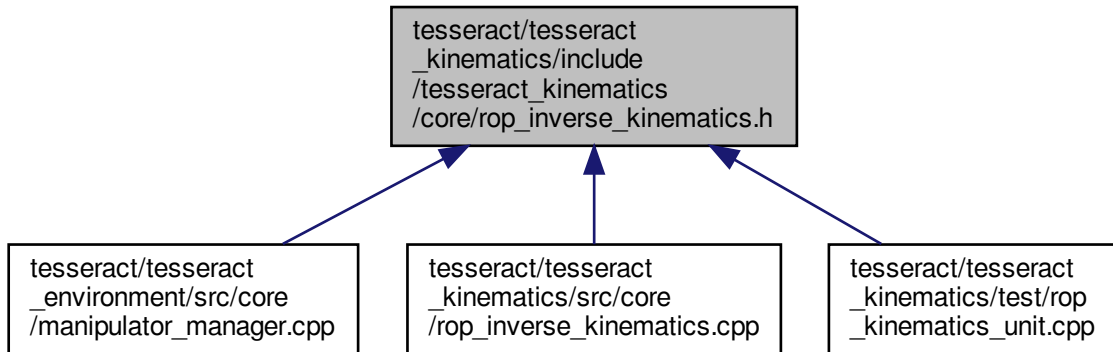 tesseract/tesseract
_kinematics/include
/tesseract_kinematics
/core/rop_inverse_kinematics.h
tesseract/tesseract
_environment/src/core
/manipulator_manager.cpp
tesseract/tesseract
_kinematics/src/core
/rop_inverse_kinematics.cpp
tesseract/tesseract
_kinematics/test/rop
_kinematics_unit.cpp